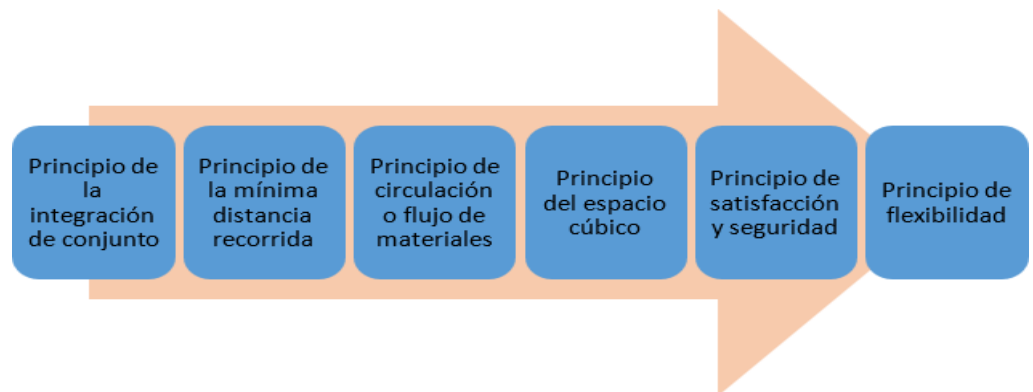 Principio de
la
integración
de conjunto
Principio de
la mínima
distancia
recorrida
Principio de
circulación
o flujo de
materiales
Principio
del espacio
cúbico
Principio de
satisfacción
y seguridad
Principio de
flexibilidad